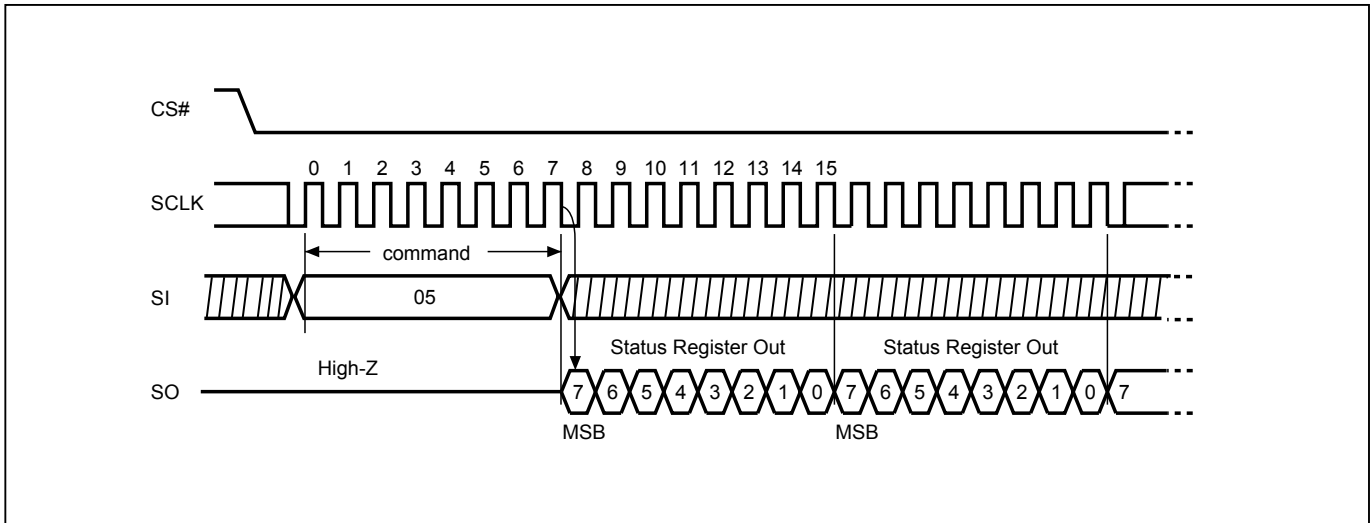 CS#
0 1 2 3 4 5 6 7 8 9 10 11 12 13 14 15
SCLK
command
SI 05
Status Register Out Status Register Out
High-Z
SO 7 6 5 4 3 2 1 0 7 6 5 4 3 2 1 0 7
MSB MSB